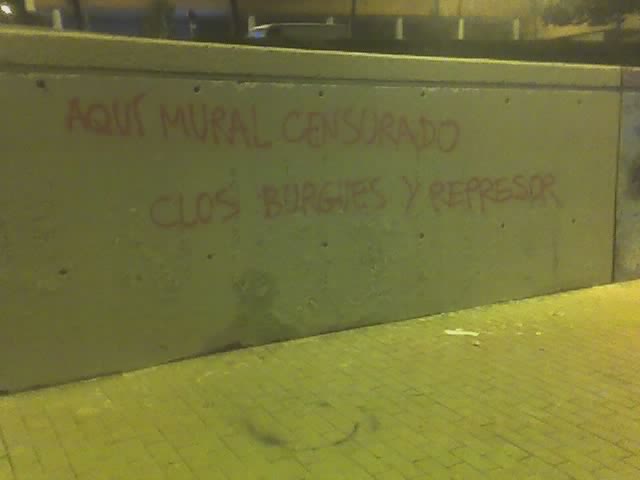 AQUÍ MURAL CENSURADO
CLOS BURGUES Y REPRESOR